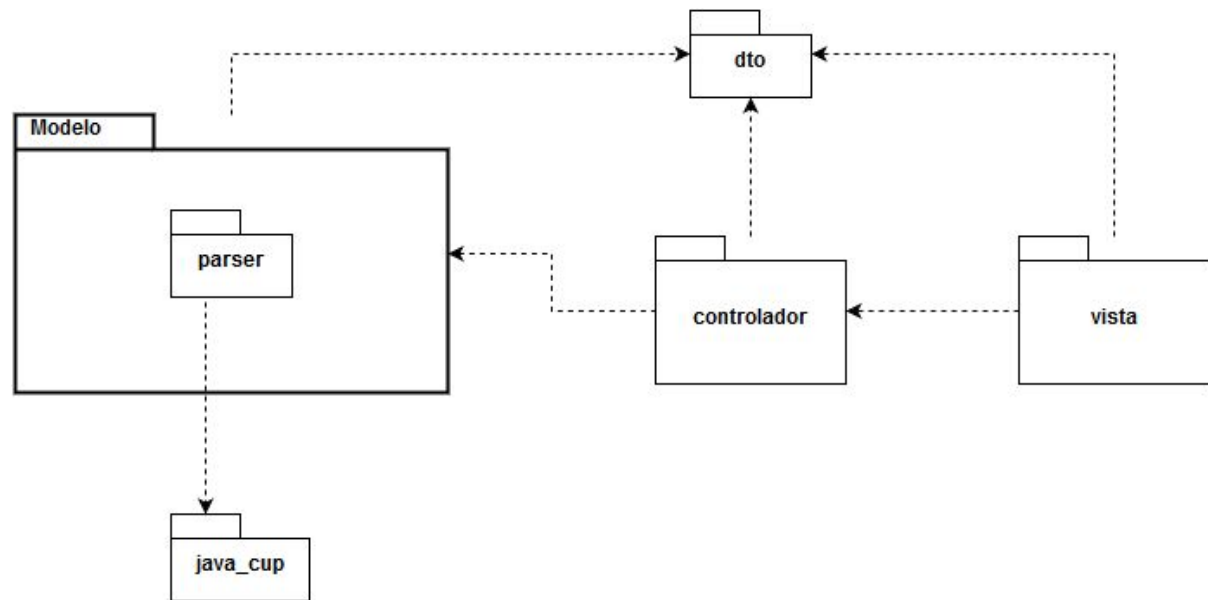 dto
Modelo
parser
controlador
vista
java_cup